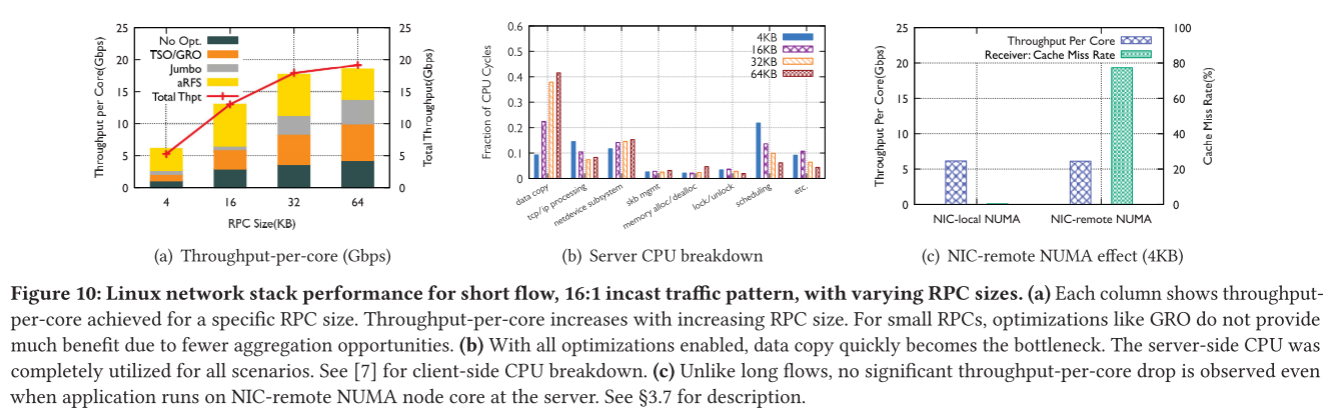 25
20
15
10
5
0
Throughput per Core(Gbps)
No Opt.
TSO/GRO
Jumbo
aRFS
Total Thpt
25
20
15
10
5
0
Total Throughput(Gbps)
4 16 32 64
RPC Size(KB)
(a) Throughput-per-core (Gbps)
0.6
0.5
0.4
0.3
0.2
0.1
0
Fraction of CPU Cycles
4KB
16KB
32KB
64KB
data copy
tcp/ip processing
netdevice subsystem
skb mgmt
memory alloc/dealloc
lock/unlock
scheduling
etc.
(b) Server CPU breakdown
25
20
15
10
5
0
Throughput Per Core(Gbps)
Throughput Per Core
Receiver: Cache Miss Rate
100
80
60
40
20
0
Cache Miss Rate(%)
NIC-local NUMA NIC-remote NUMA
(c) NIC-remote NUMA effect (4KB)
Figure 10: Linux network stack performance for short flow, 16:1 incast traffic pattern, with varying RPC sizes. (a) Each column shows throughput-
per-core achieved for a specific RPC size. Throughput-per-core increases with increasing RPC size. For small RPCs, optimizations like GRO do not provide
much benefit due to fewer aggregation opportunities. (b) With all optimizations enabled, data copy quickly becomes the bottleneck. The server-side CPU was
completely utilized for all scenarios. See [7] for client-side CPU breakdown. (c) Unlike long flows, no significant throughput-per-core drop is observed even
when application runs on NIC-remote NUMA node core at the server. See §3.7 for description.